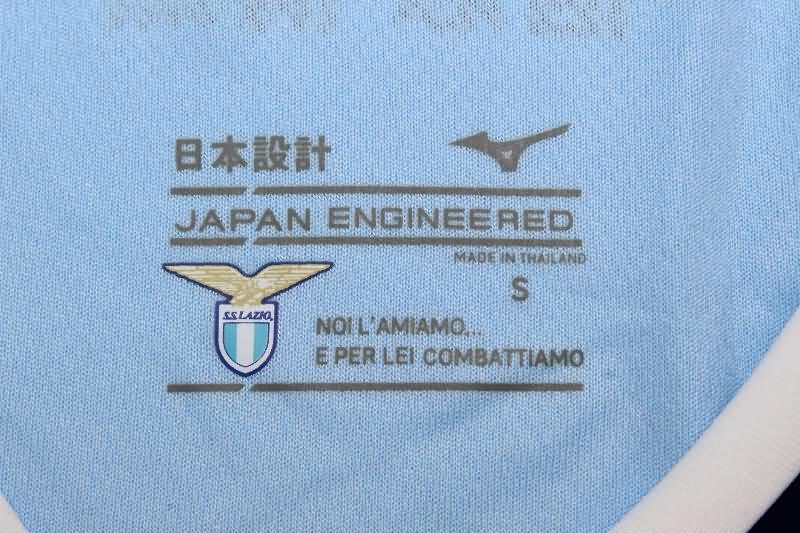 日本設計
JAPAN ENGINEERED
MADE IN THAILAND
S
S.S. LAZIO
NOI L'AMIAMO...
E PER LEI COMBATTIAMO